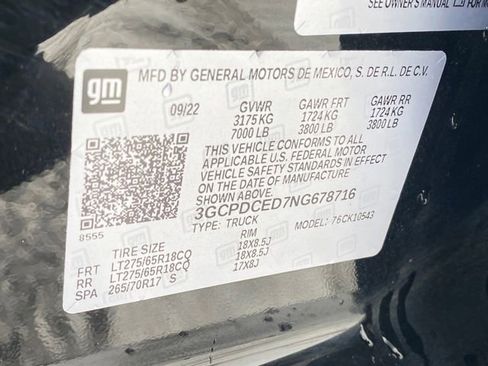 SEE OWNER'S MANUAL
gm
MFD BY GENERAL MOTORS DE MEXICO, S. DE R.L. DE C.V.
09/22 GVWR GAWR FRT GAWR RR
3175 KG 1724 KG 1724 KG
7000 LB 3800 LB 3800 LB
THIS VEHICLE CONFORMS TO ALL
APPLICABLE U.S. FEDERAL MOTOR
VEHICLE SAFETY STANDARDS IN EFFECT
ON THE DATE OF MANUFACTURE
SHOWN ABOVE.
3GCPDCED7NG678716
TYPE: TRUCK MODEL: 76CK10543
8555
TIRE SIZE RIM
FRT LT275/65R18CQ 18X8.5J
RR LT275/65R18CQ 18X8.5J
SPA 265/70R17 S 17X8J